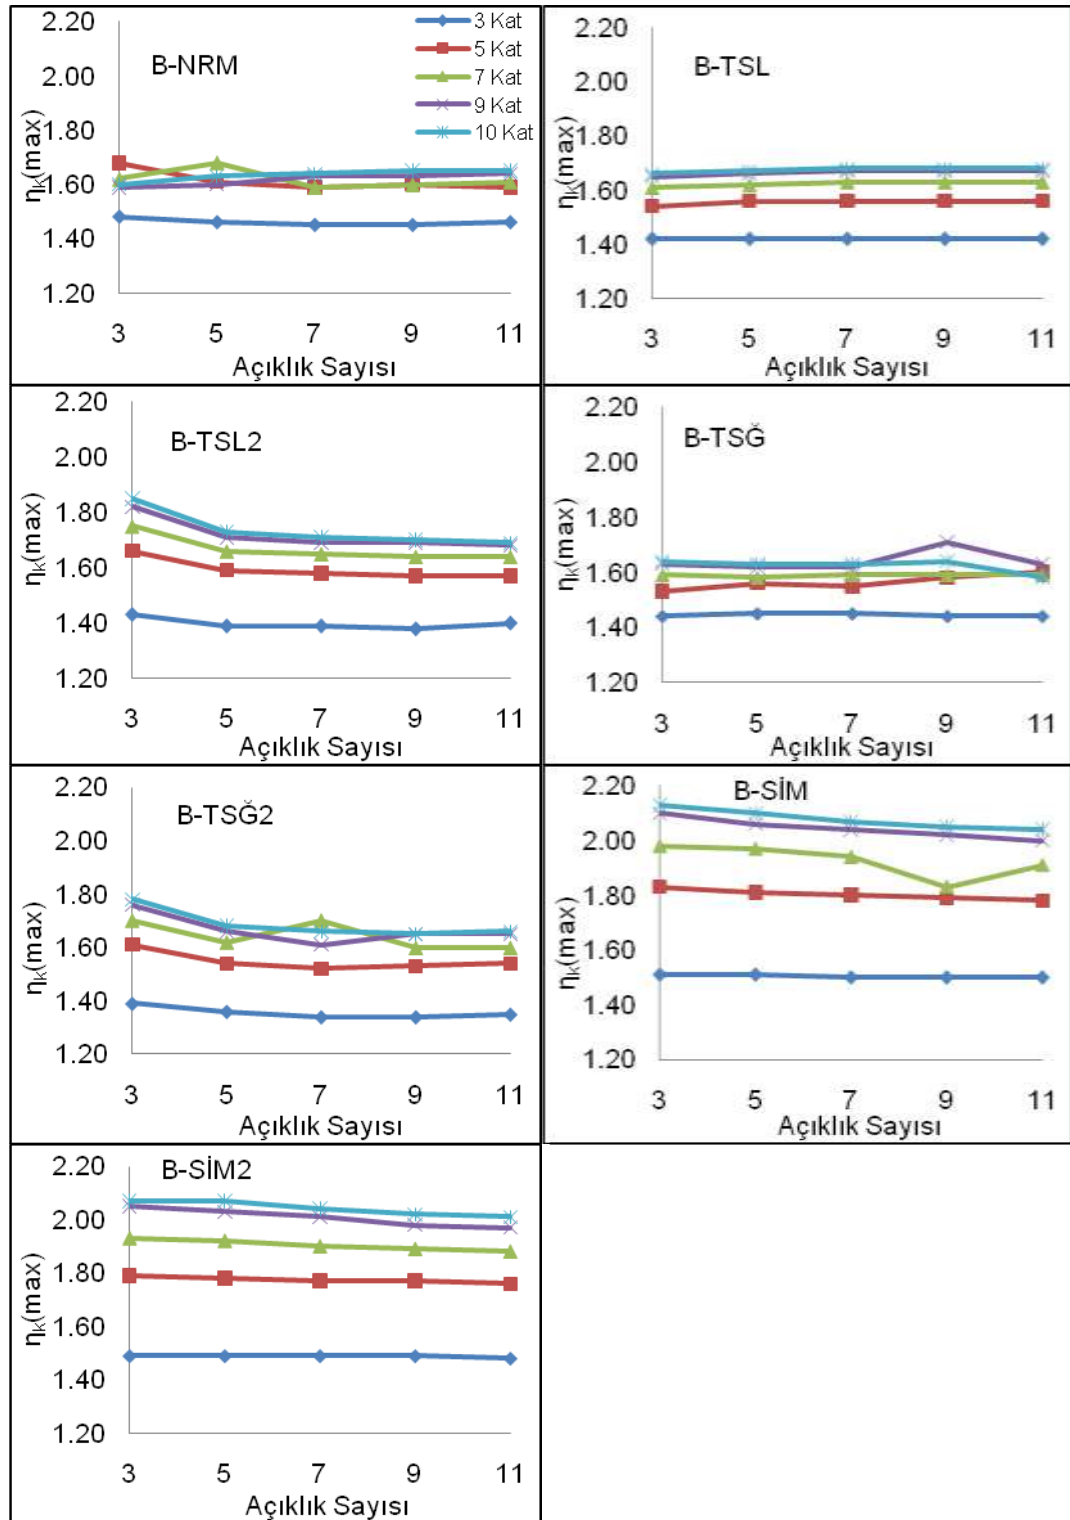 B-NRM
3 Kat
5 Kat
7 Kat
9 Kat
10 Kat
ηk(max)
2.20
2.00
1.80
1.60
1.40
1.20
3 5 7 9 11
Açıklık Sayısı
B-TSL
ηk(max)
2.20
2.00
1.80
1.60
1.40
1.20
3 5 7 9 11
Açıklık Sayısı
B-TSL2
ηk(max)
2.20
2.00
1.80
1.60
1.40
1.20
3 5 7 9 11
Açıklık Sayısı
B-TSĞ
ηk(max)
2.20
2.00
1.80
1.60
1.40
1.20
3 5 7 9 11
Açıklık Sayısı
B-TSĞ2
ηk(max)
2.20
2.00
1.80
1.60
1.40
1.20
3 5 7 9 11
Açıklık Sayısı
B-SİM
ηk(max)
2.20
2.00
1.80
1.60
1.40
1.20
3 5 7 9 11
Açıklık Sayısı
B-SİM2
ηk(max)
2.20
2.00
1.80
1.60
1.40
1.20
3 5 7 9 11
Açıklık Sayısı